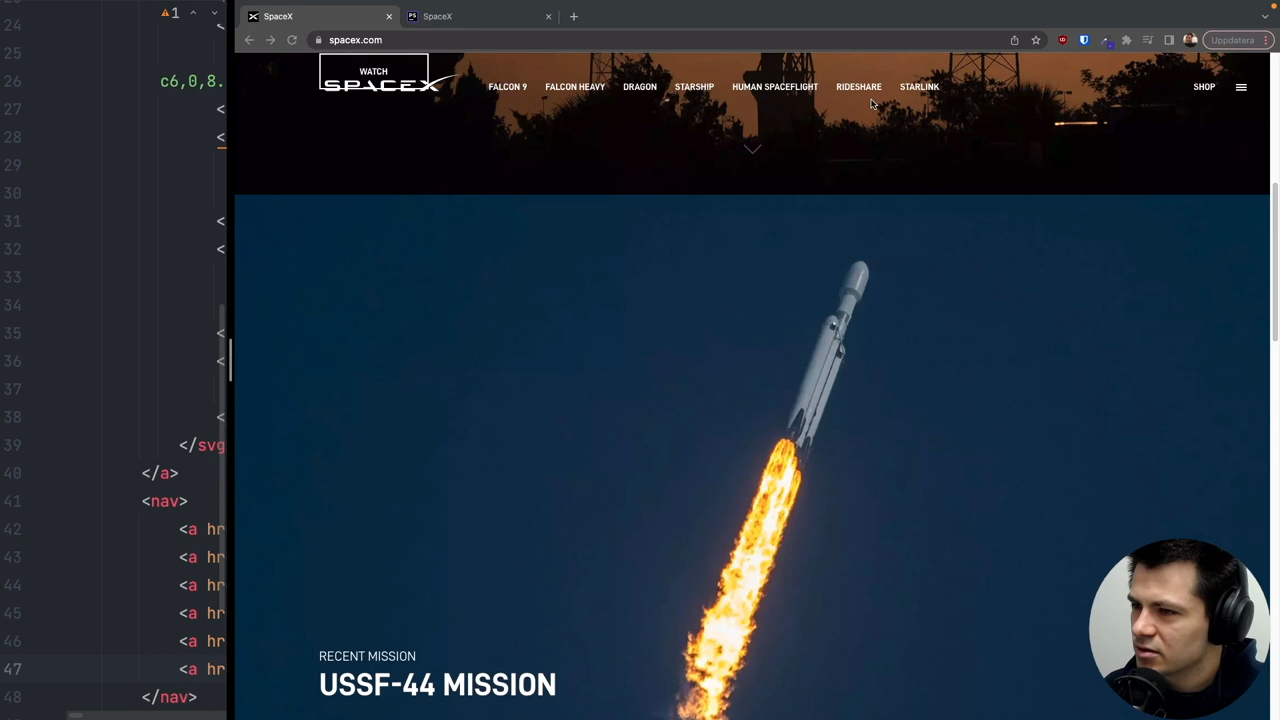 24
25
26
27
28
29
30
31
32
33
34
35
36
37
38
39
40
41
42
43
44
45
46
47
48
1
<
c6,0,8.
<
<
<
<
<
<
<
</svg
</a>
<nav>
<a hr
<a hr
<a hr
<a hr
<a hr
<a hr
</nav>
SpaceX
PS SpaceX
spacex.com
Uppdatera
WATCH
SPACEX
FALCON 9 FALCON HEAVY DRAGON STARSHIP HUMAN SPACEFLIGHT RIDESHARE STARLINK
SHOP
RECENT MISSION
USSF-44 MISSION